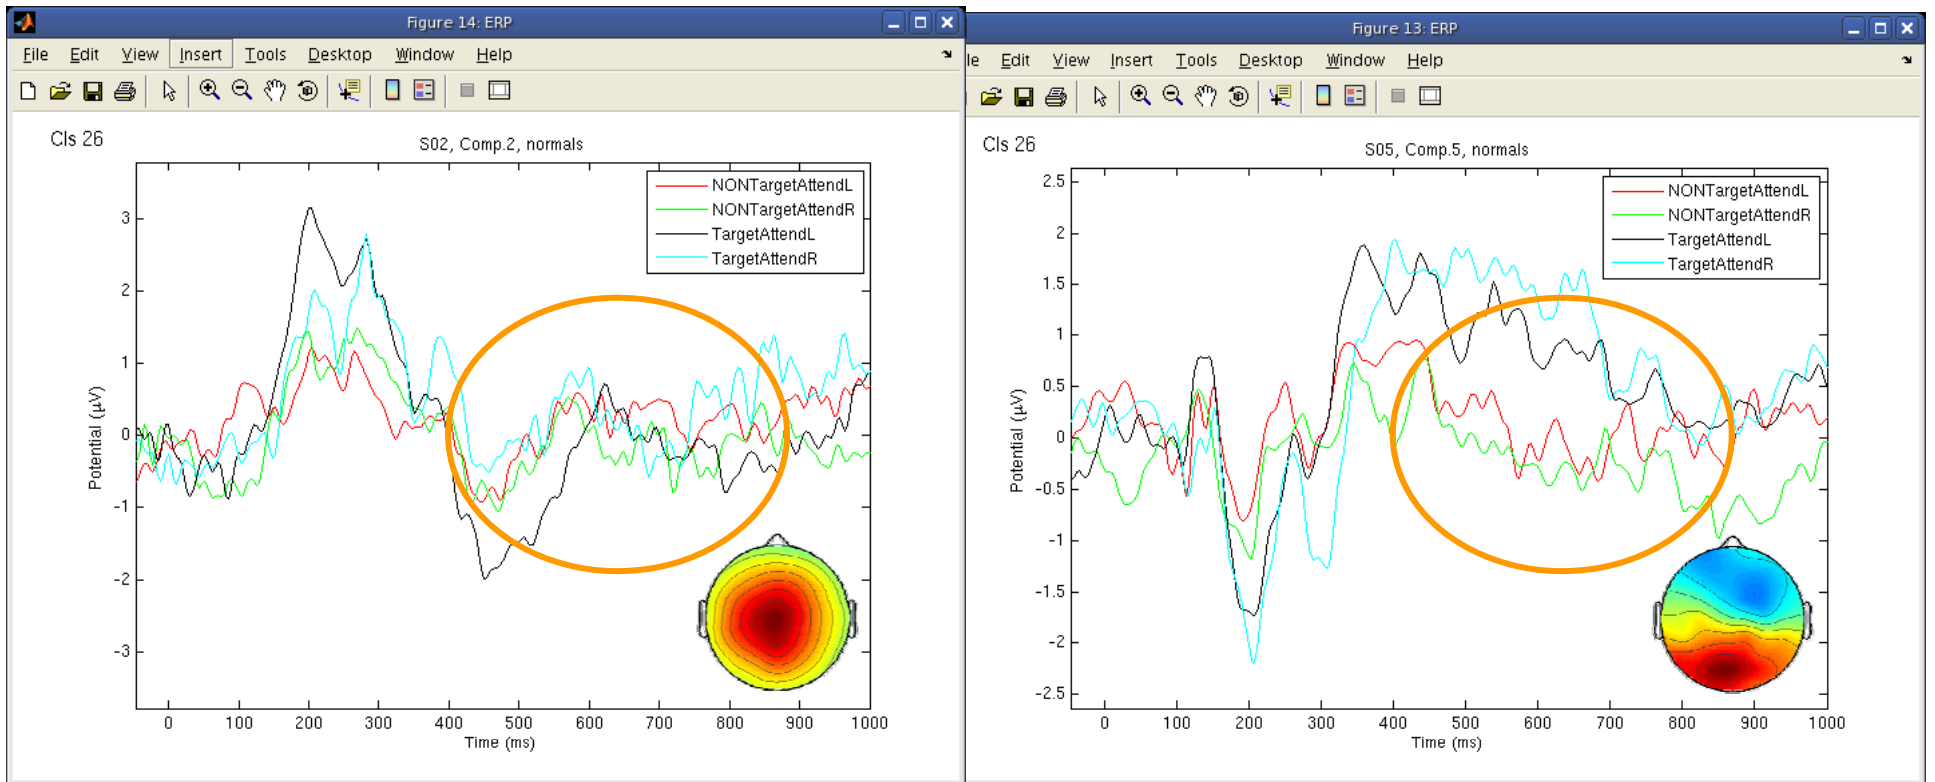 Figure 14: ERP
File Edit View Insert Tools Desktop Window Help
Cls 26
S02, Comp.2, normals
NONTargetAttendL
NONTargetAttendR
TargetAttendL
TargetAttendR
Potential (µV)
3
2
1
0
-1
-2
-3
0 100 200 300 400 500 600 700 800 900 1000
Time (ms)
Figure 13: ERP
le Edit View Insert Tools Desktop Window Help
Cls 26
S05, Comp.5, normals
NONTargetAttendL
NONTargetAttendR
TargetAttendL
TargetAttendR
Potential (µV)
2.5
2
1.5
1
0.5
0
-0.5
-1
-1.5
-2
-2.5
0 100 200 300 400 500 600 700 800 900 1000
Time (ms)